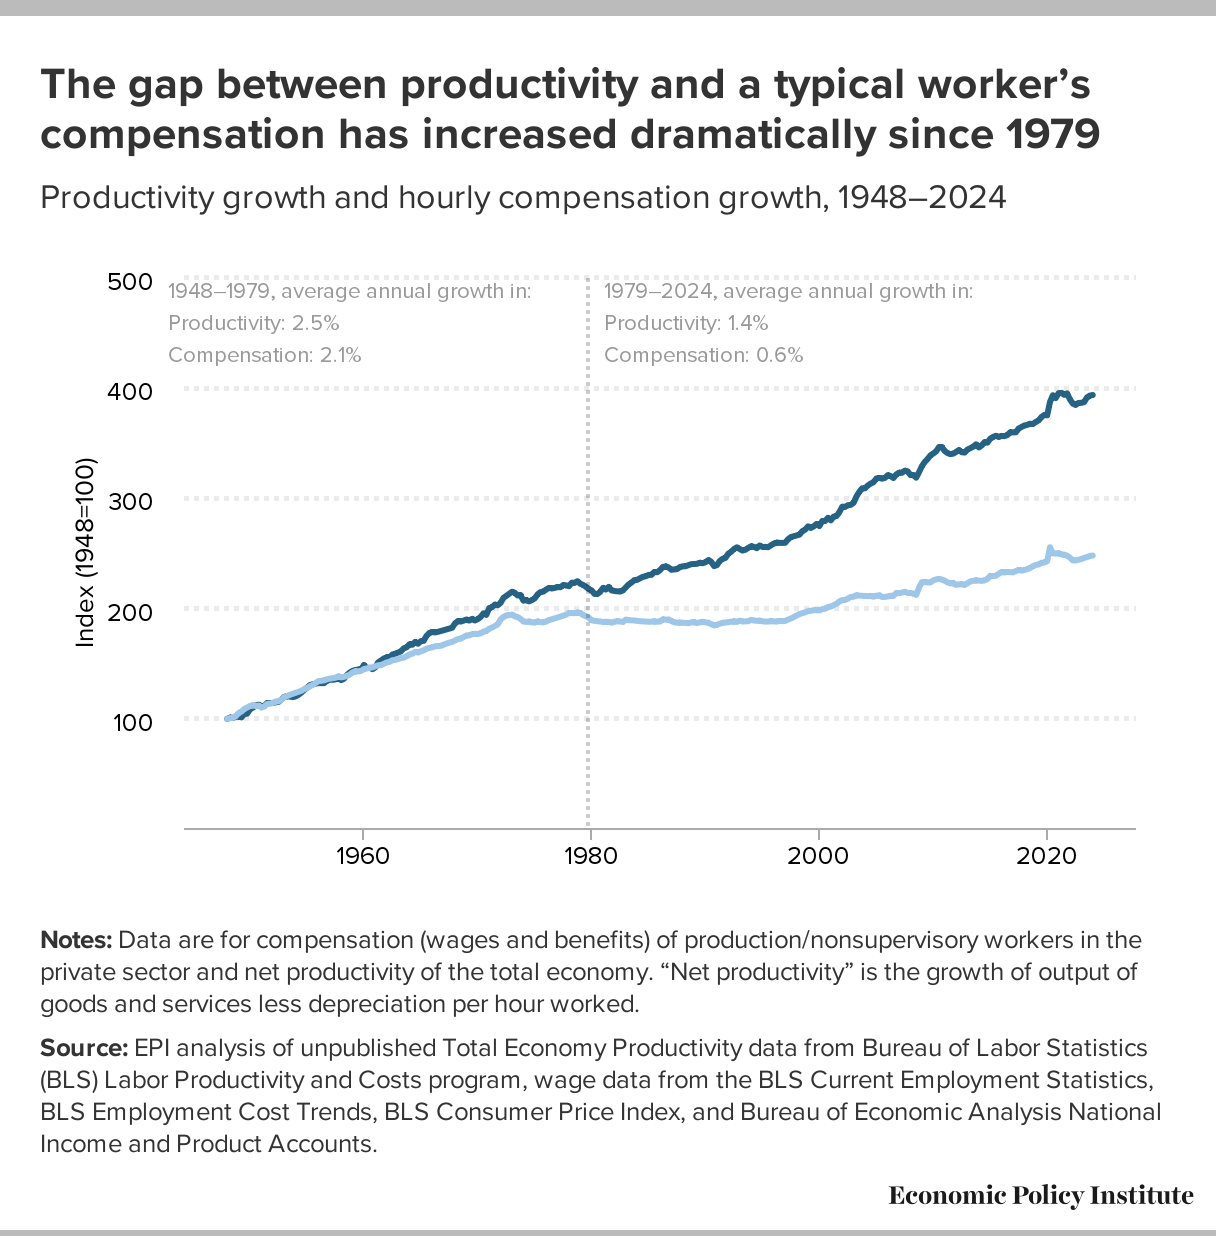 The gap between productivity and a typical worker’s
compensation has increased dramatically since 1979
Productivity growth and hourly compensation growth, 1948–2024
500
1948–1979, average annual growth in:
Productivity: 2.5%
Compensation: 2.1%
1979–2024, average annual growth in:
Productivity: 1.4%
Compensation: 0.6%
400
300
200
100
Index (1948=100)
1960
1980
2000
2020
Notes: Data are for compensation (wages and benefits) of production/nonsupervisory workers in the
private sector and net productivity of the total economy. “Net productivity” is the growth of output of
goods and services less depreciation per hour worked.
Source: EPI analysis of unpublished Total Economy Productivity data from Bureau of Labor Statistics
(BLS) Labor Productivity and Costs program, wage data from the BLS Current Employment Statistics,
BLS Employment Cost Trends, BLS Consumer Price Index, and Bureau of Economic Analysis National
Income and Product Accounts.
Economic Policy Institute